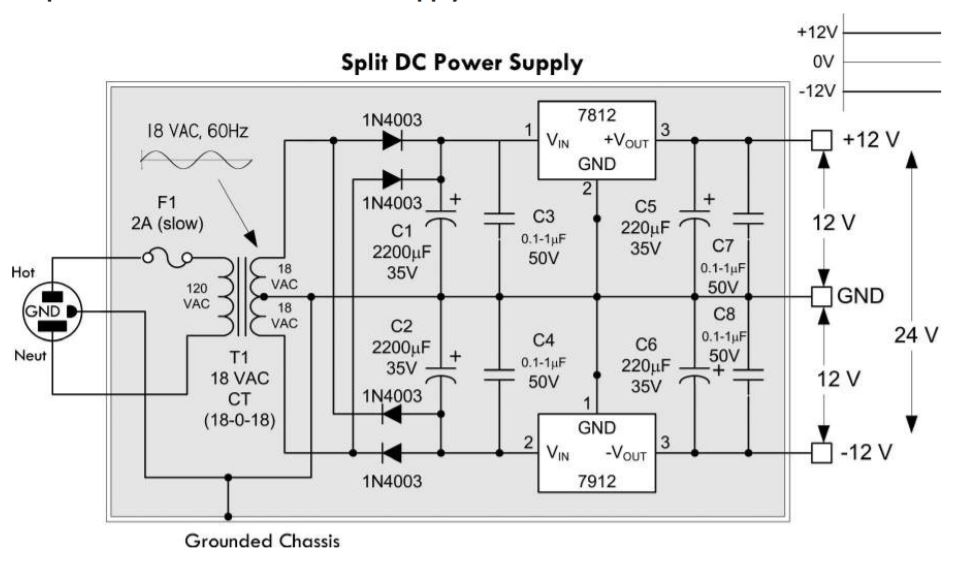 Split DC Power Supply
+12V
0V
-12V
18 VAC, 60Hz
F1
2A (slow)
Hot
GND
Neut
120
VAC
18
VAC
18
VAC
T1
18 VAC
CT
(18-0-18)
1N4003
1N4003
C1
2200µF
35V
C3
0.1-1µF
50V
7812
1
VIN
+VOUT
3
GND
2
C5
220µF
35V
C7
0.1-1µF
50V
+12 V
12 V
GND
24 V
C2
2200µF
35V
C4
0.1-1µF
50V
C6
220µF
35V
C8
0.1-1µF
50V
12 V
1N4003
1N4003
1
GND
2
VIN
-VOUT
3
7912
-12 V
Grounded Chassis